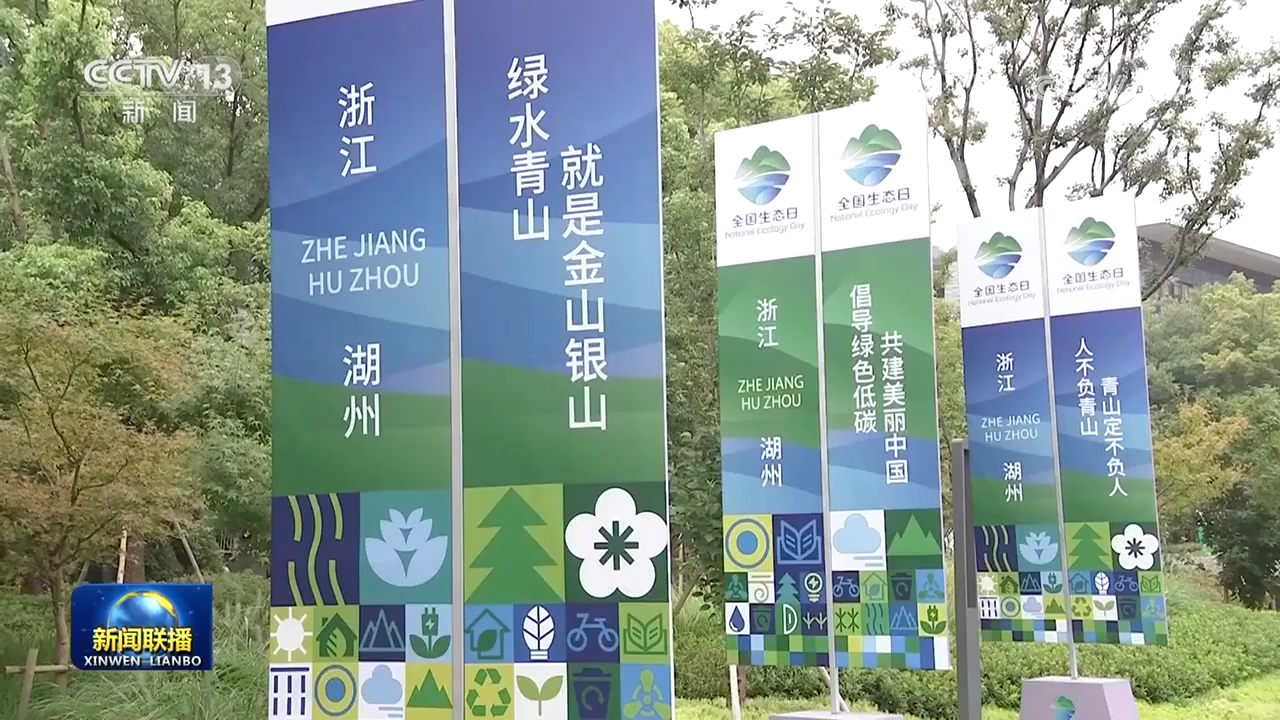 CCTV 13
新闻
浙江
ZHE JIANG
HU ZHOU
湖州
绿水青山
就是金山银山
全国生态日
National Ecology Day
浙江
ZHE JIANG
HU ZHOU
湖州
全国生态日
National Ecology Day
倡导绿色低碳
共建美丽中国
全国生态日
National Ecology Day
浙江
ZHE JIANG
HU ZHOU
湖州
全国生态日
National Ecology Day
人不负青山
青山定不负人
新闻联播
XINWEN LIANBO